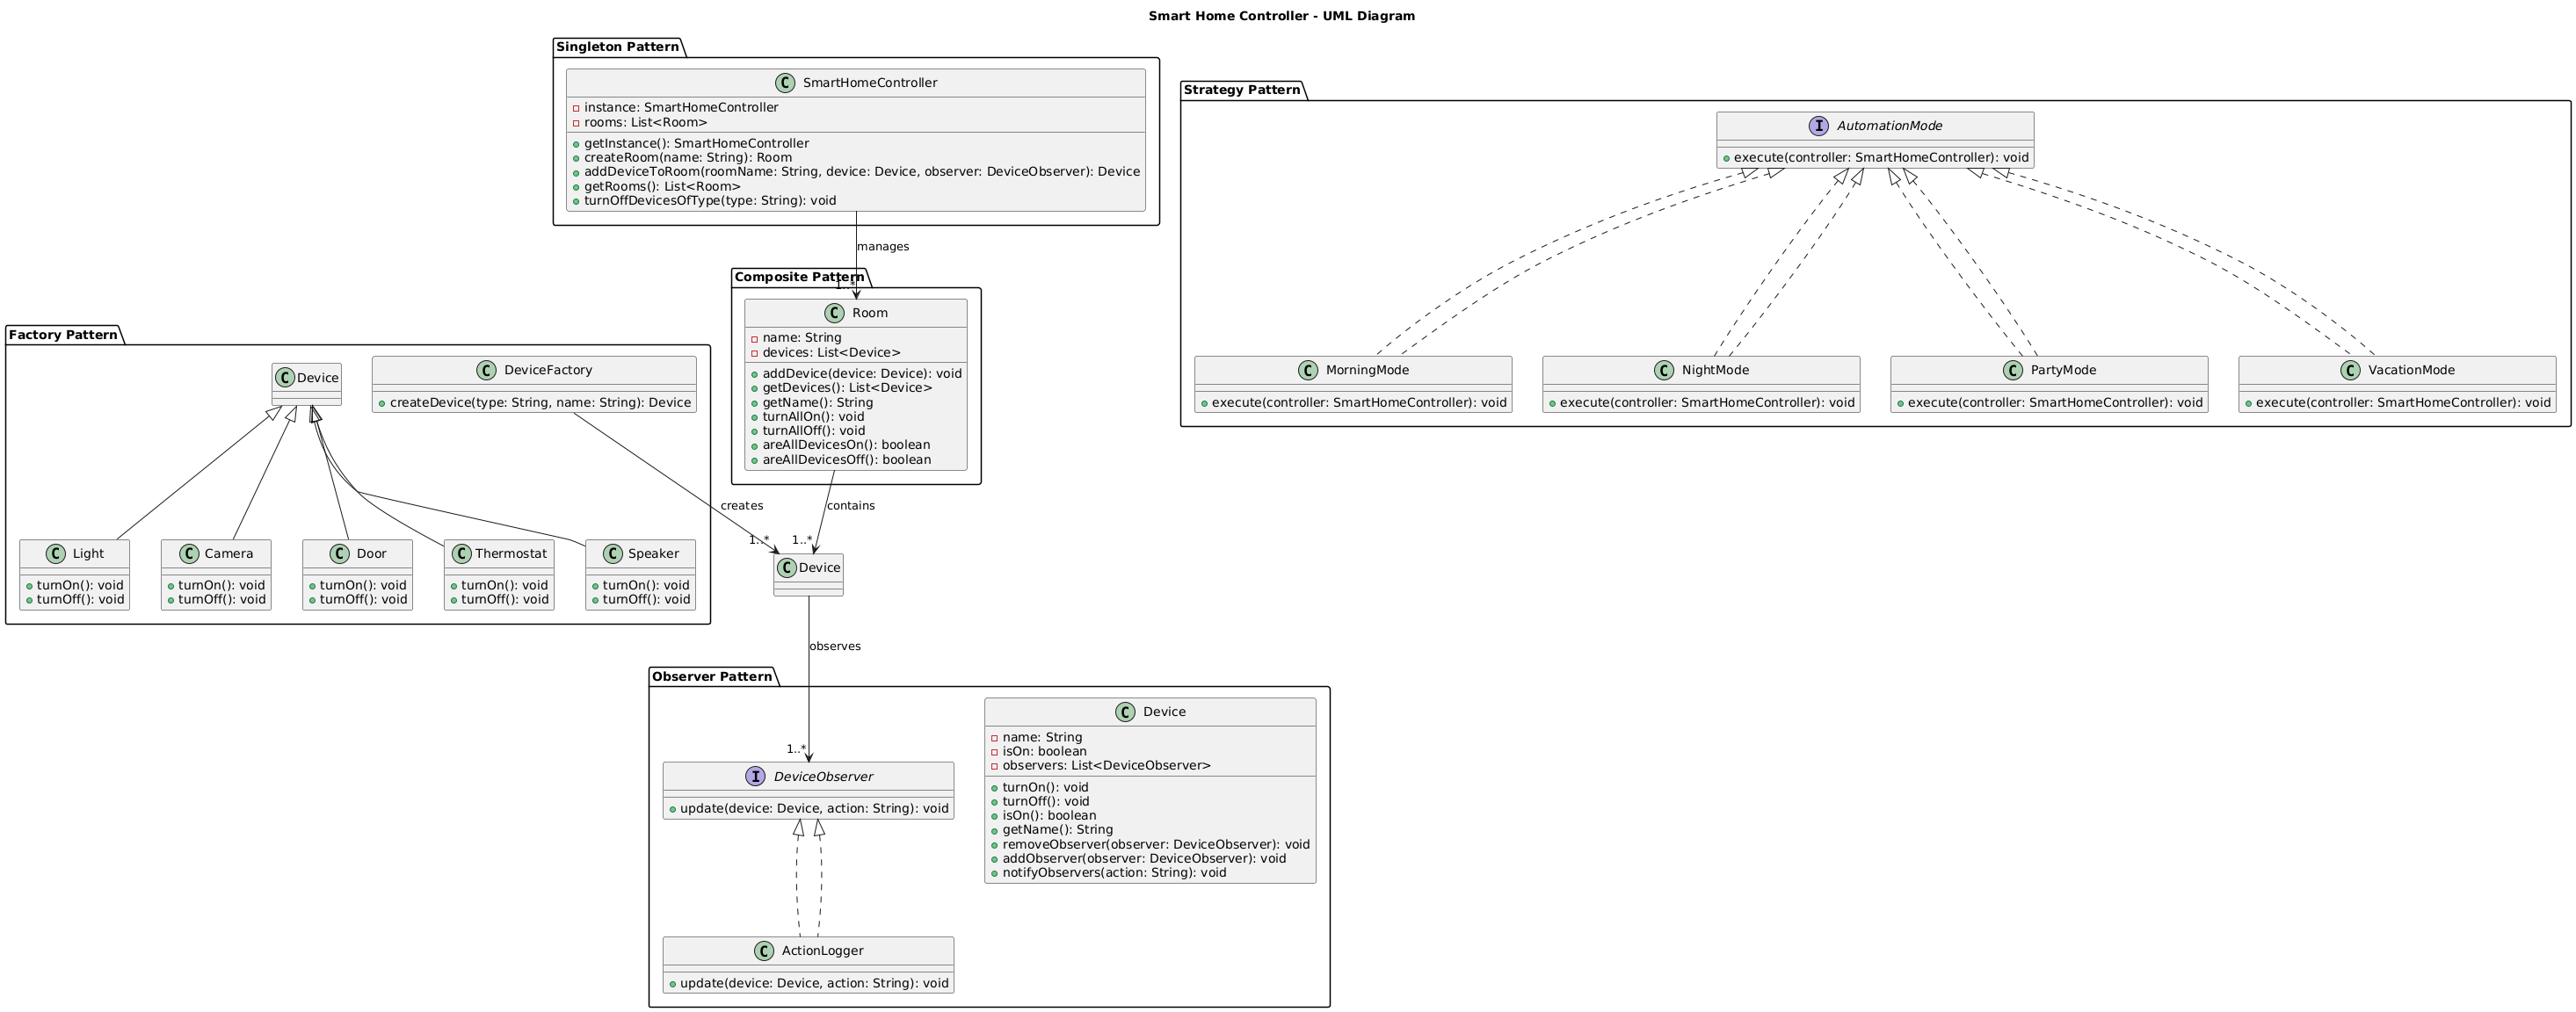 Smart Home Controller - UML Diagram
Singleton Pattern
C SmartHomeController
instance: SmartHomeController
rooms: List<Room>
getInstance(): SmartHomeController
createRoom(name: String): Room
addDeviceToRoom(roomName: String, device: Device, observer: DeviceObserver): Device
getRooms(): List<Room>
turnOffDevicesOfType(type: String): void
manages
1..*
Strategy Pattern
I AutomationMode
execute(controller: SmartHomeController): void
C MorningMode
execute(controller: SmartHomeController): void
C NightMode
execute(controller: SmartHomeController): void
C PartyMode
execute(controller: SmartHomeController): void
C VacationMode
execute(controller: SmartHomeController): void
Composite Pattern
C Room
name: String
devices: List<Device>
addDevice(device: Device): void
getDevices(): List<Device>
getName(): String
turnAllOn(): void
turnAllOff(): void
areAllDevicesOn(): boolean
areAllDevicesOff(): boolean
Factory Pattern
C Device
C DeviceFactory
createDevice(type: String, name: String): Device
C Light
turnOn(): void
turnOff(): void
C Camera
turnOn(): void
turnOff(): void
C Door
turnOn(): void
turnOff(): void
C Thermostat
turnOn(): void
turnOff(): void
C Speaker
turnOn(): void
turnOff(): void
creates
1..*
contains
1..*
C Device
observes
1..*
Observer Pattern
I DeviceObserver
update(device: Device, action: String): void
C Device
name: String
isOn: boolean
observers: List<DeviceObserver>
turnOn(): void
turnOff(): void
isOn(): boolean
getName(): String
removeObserver(observer: DeviceObserver): void
addObserver(observer: DeviceObserver): void
notifyObservers(action: String): void
C ActionLogger
update(device: Device, action: String): void